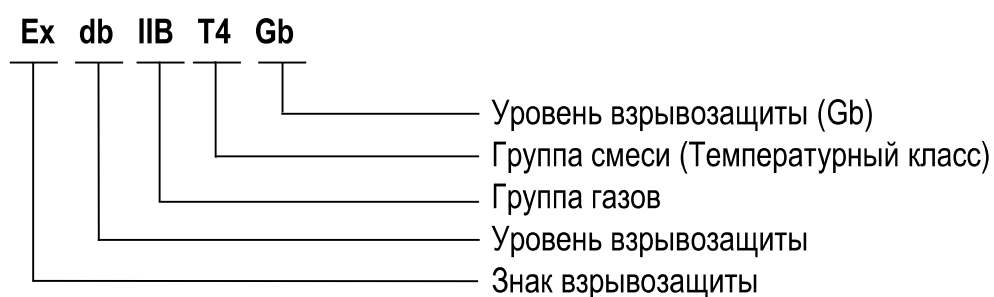 Ex db IIB T4 Gb
Уровень взрывозащиты (Gb)
Группа смеси (Температурный класс)
Группа газов
Уровень взрывозащиты
Знак взрывозащиты